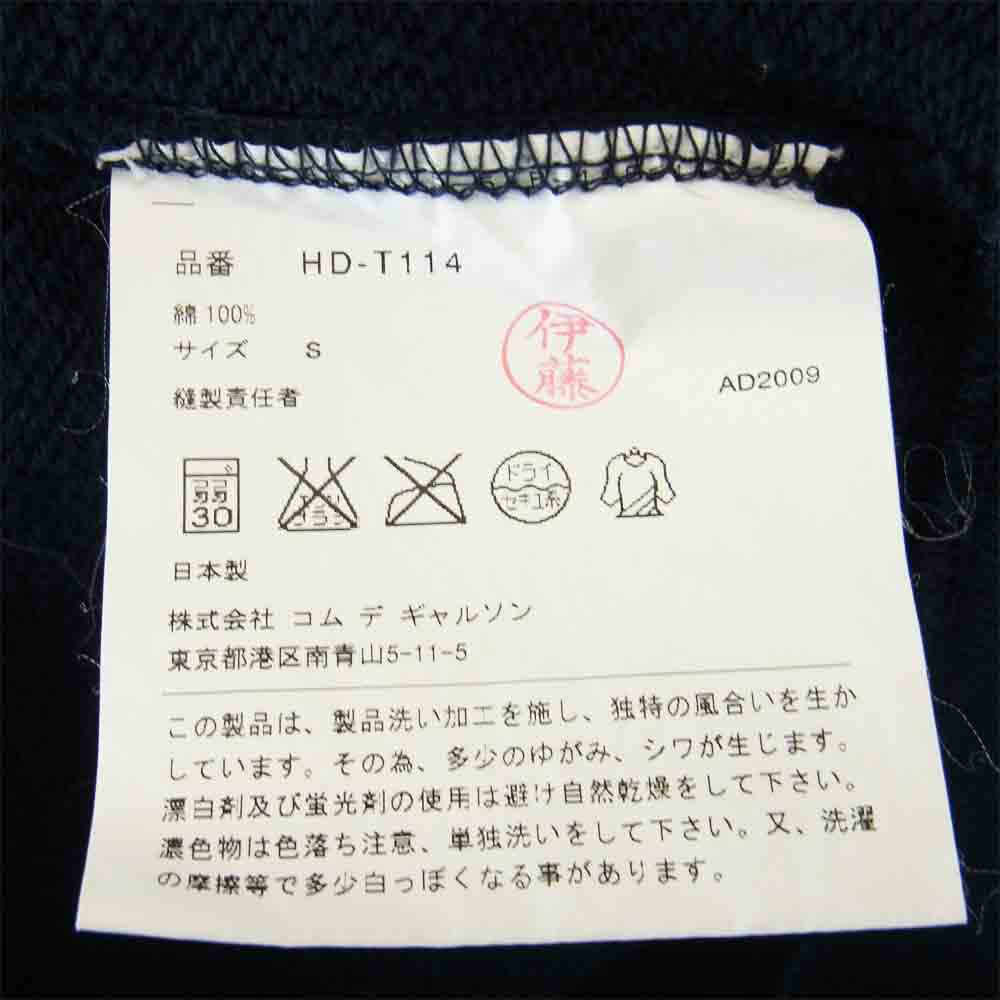 品番 HD-T114
綿 100%
サイズ S
伊藤
AD2009
縫製責任者
弱 30
エンソ サラシ
ドライ
セキユ系
日本製
株式会社 コム デ ギャルソン
東京都港区南青山5-11-5
この製品は、製品洗い加工を施し、独特の風合いを生か
しています。その為、多少のゆがみ、シワが生じます。
漂白剤及び蛍光剤の使用は避け自然乾燥をして下さい。
濃色物は色落ち注意、単独洗いをして下さい。又、洗濯
の摩擦等で多少白っぽくなる事があります。